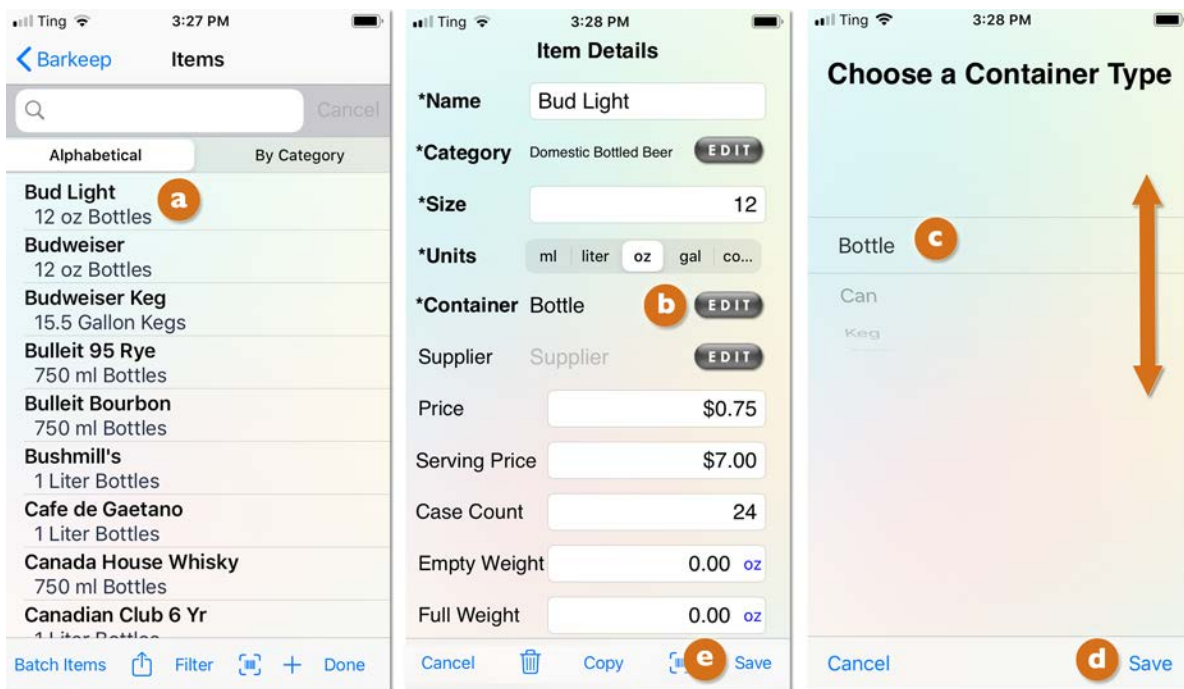 Ting 3:27 PM
Barkeep Items
Cancel
Alphabetical By Category
Bud Light
12 oz Bottles
a
Budweiser
12 oz Bottles
Budweiser Keg
15.5 Gallon Kegs
Bulleit 95 Rye
750 ml Bottles
Bulleit Bourbon
750 ml Bottles
Bushmill's
1 Liter Bottles
Cafe de Gaetano
1 Liter Bottles
Canada House Whisky
750 ml Bottles
Canadian Club 6 Yr
1 Liter Bottles
Batch Items Filter + Done
Ting 3:28 PM
Item Details
*Name Bud Light
*Category Domestic Bottled Beer EDIT
*Size 12
*Units ml liter oz gal co...
*Container Bottle b EDIT
Supplier Supplier EDIT
Price $0.75
Serving Price $7.00
Case Count 24
Empty Weight 0.00 oz
Full Weight 0.00 oz
Cancel Copy e Save
Ting 3:28 PM
Choose a Container Type
Bottle c
Can
Keg
Cancel d Save